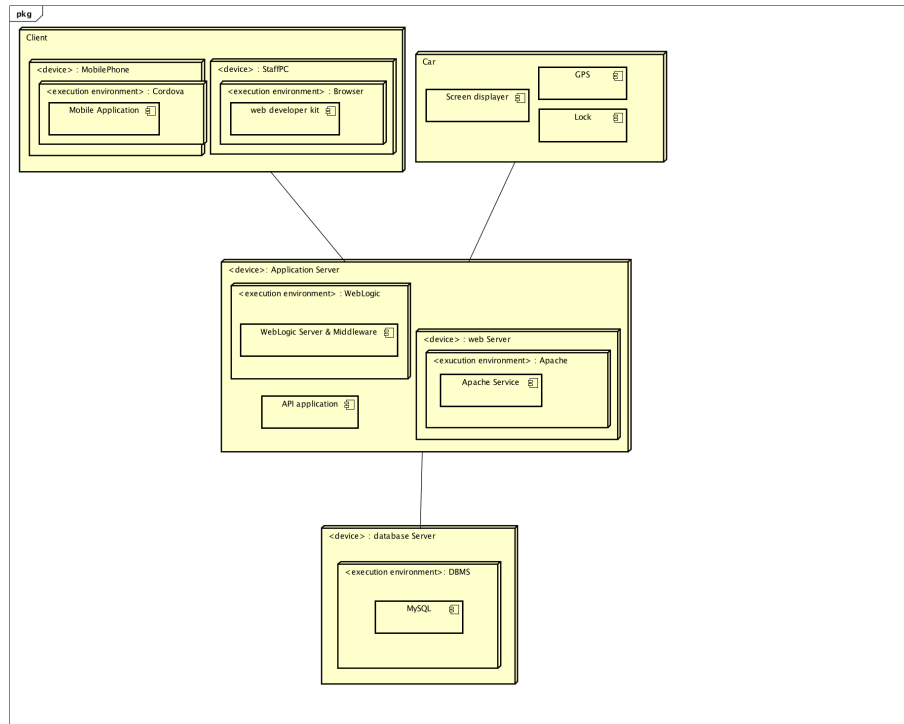 pkg
Client
<device> : MobilePhone
<execution environment> : Cordova
Mobile Application
<device> : StaffPC
<execution environment> : Browser
web developer kit
Car
Screen displayer
GPS
Lock
<device>: Application Server
<execution environment> : WebLogic
WebLogic Server & Middleware
API application
<device> : web Server
<exucution environment> : Apache
Apache Service
<device> : database Server
<execution environment>: DBMS
MySQL